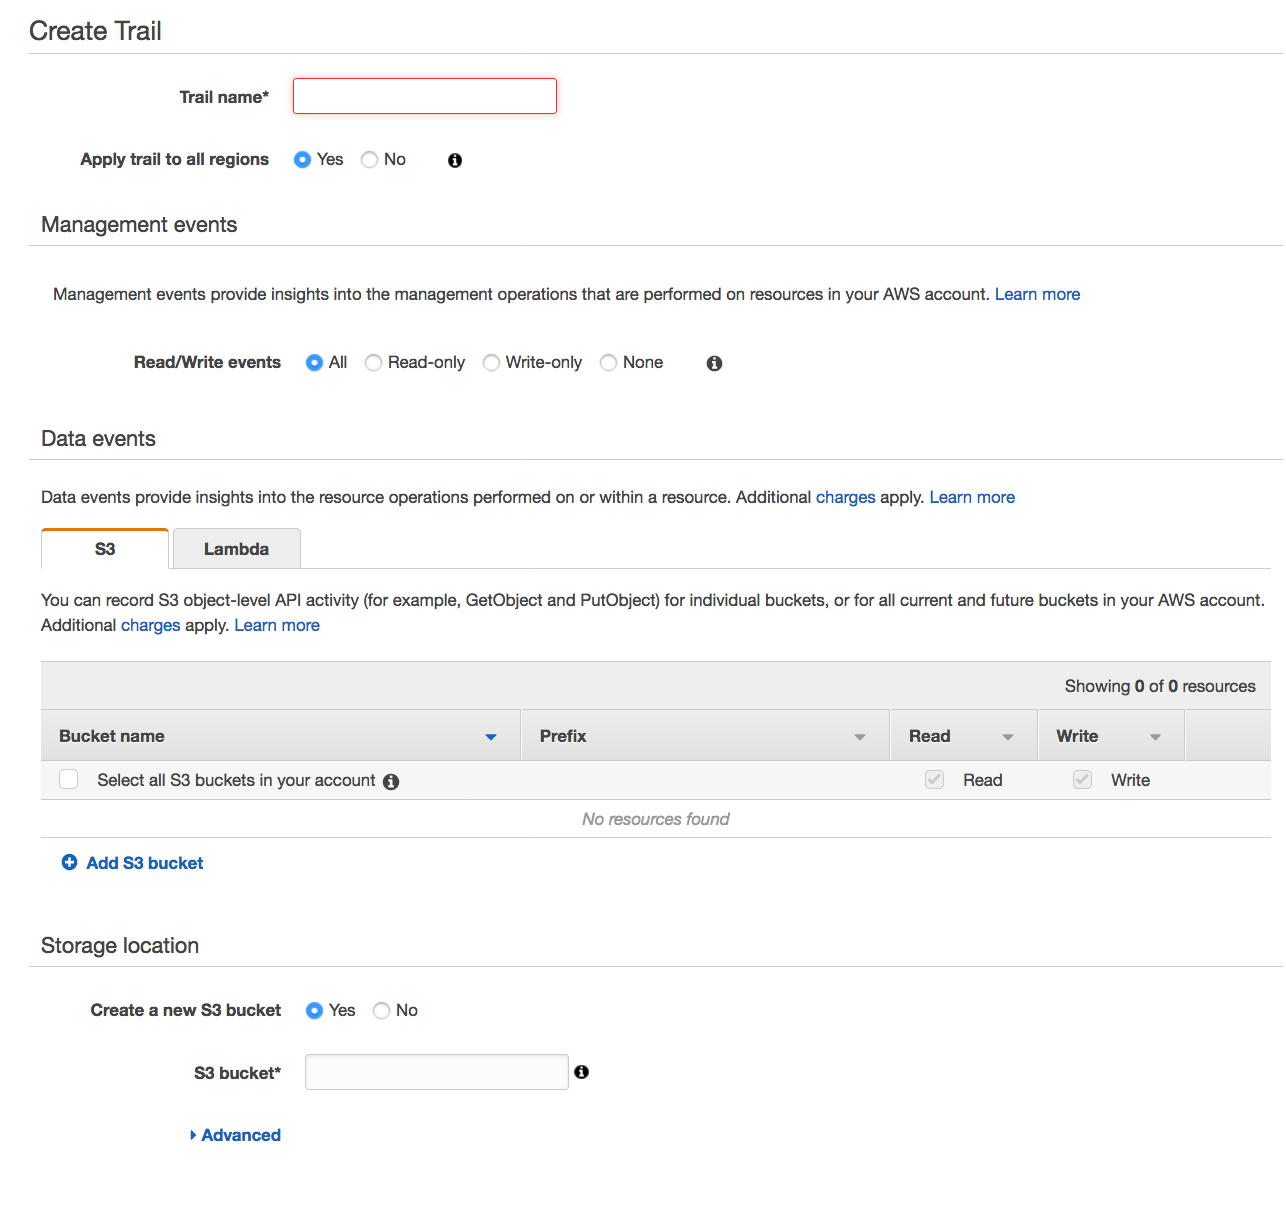 Create Trail
Trail name*
Apply trail to all regions Yes No
Management events
Management events provide insights into the management operations that are performed on resources in your AWS account. Learn more
Read/Write events All Read-only Write-only None
Data events
Data events provide insights into the resource operations performed on or within a resource. Additional charges apply. Learn more
S3 Lambda
You can record S3 object-level API activity (for example, GetObject and PutObject) for individual buckets, or for all current and future buckets in your AWS account.
Additional charges apply. Learn more
Showing 0 of 0 resources
Bucket name Prefix Read Write
Select all S3 buckets in your account Read Write
No resources found
Add S3 bucket
Storage location
Create a new S3 bucket Yes No
S3 bucket*
Advanced